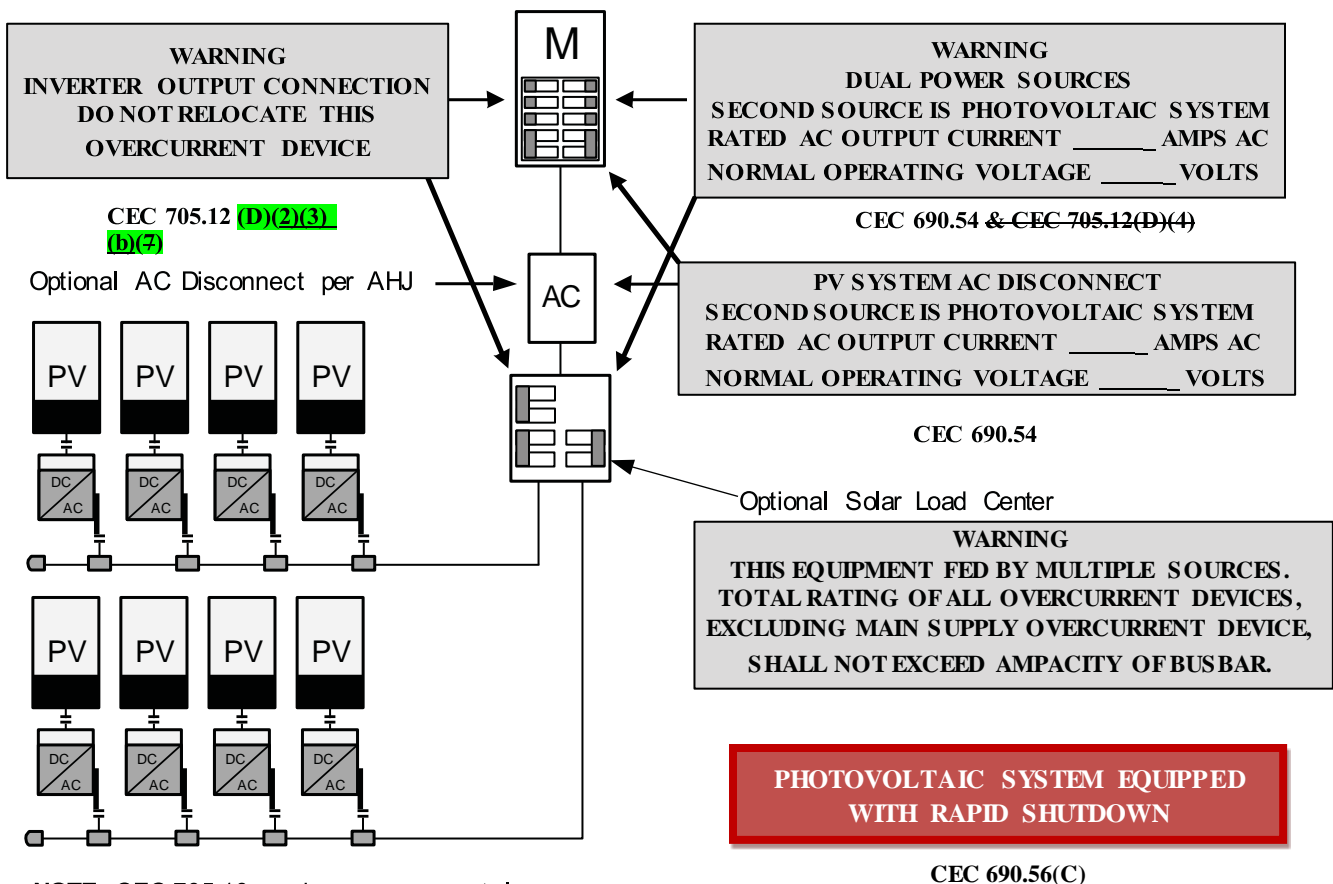 WARNING
INVERTER OUTPUT CONNECTION
DO NOT RELOCATE THIS
OVERCURRENT DEVICE
CEC 705.12 (D)(2)(3)
(b)(7)
Optional AC Disconnect per AHJ
M
AC
WARNING
DUAL POWER SOURCES
SECOND SOURCE IS PHOTOVOLTAIC SYSTEM
RATED AC OUTPUT CURRENT ______ AMPS AC
NORMAL OPERATING VOLTAGE ______ VOLTS
CEC 690.54 & CEC 705.12(D)(4)
PV SYSTEM AC DISCONNECT
SECOND SOURCE IS PHOTOVOLTAIC SYSTEM
RATED AC OUTPUT CURRENT ______ AMPS AC
NORMAL OPERATING VOLTAGE ______ VOLTS
CEC 690.54
Optional Solar Load Center
PV PV PV PV
DC DC DC DC
AC AC AC AC
PV PV PV PV
DC DC DC DC
AC AC AC AC
WARNING
THIS EQUIPMENT FED BY MULTIPLE SOURCES.
TOTAL RATING OF ALL OVERCURRENT DEVICES,
EXCLUDING MAIN SUPPLY OVERCURRENT DEVICE,
SHALL NOT EXCEED AMPACITY OF BUSBAR.
PHOTOVOLTAIC SYSTEM EQUIPPED
WITH RAPID SHUTDOWN
CEC 690.56(C)